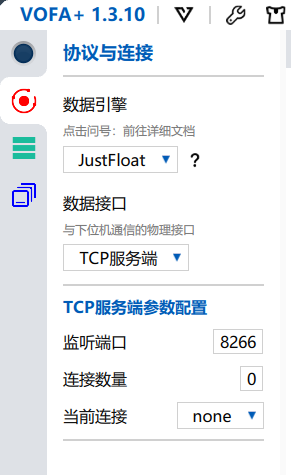 VOFA+ 1.3.10
协议与连接
数据引擎
点击问号：前往详细文档
JustFloat ?
数据接口
与下位机通信的物理接口
TCP服务端
TCP服务端参数配置
监听端口 8266
连接数量 0
当前连接 none